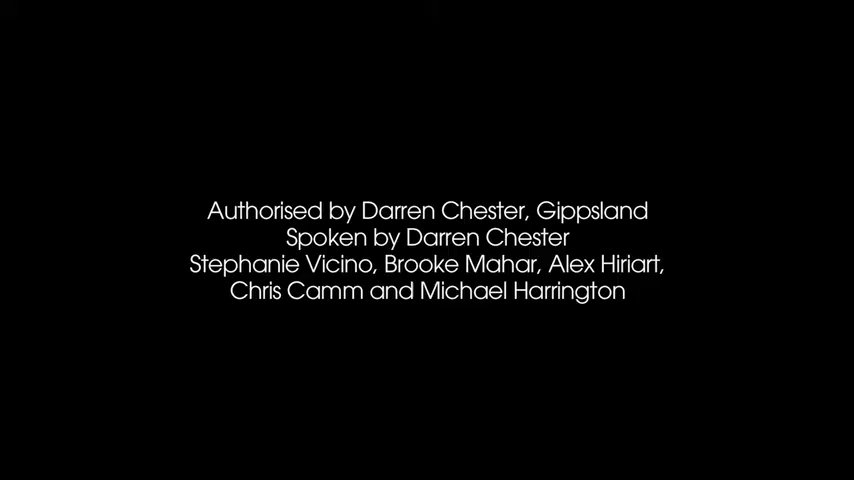 Authorised by Darren Chester, Gippsland
Spoken by Darren Chester
Stephanie Vicino, Brooke Mahar, Alex Hiriart,
Chris Camm and Michael Harrington